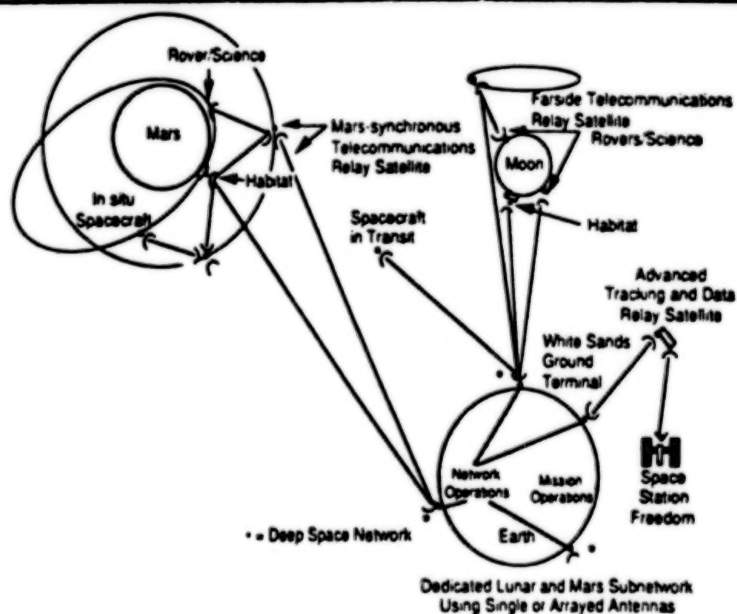 Rover/Science
Mars
Mars-synchronous
Telecommunications
Relay Satellite
Habitat
In situ
Spacecraft
Farside Telecommunications
Relay Satellite
Rovers/Science
Moon
Habitat
Spacecraft
in Transit
Advanced
Tracking and Data
Relay Satellite
White Sands
Ground
Terminal
Network
Operations
Mission
Operations
Space
Station
Freedom
Earth
* = Deep Space Network
Dedicated Lunar and Mars Subnetwork
Using Single or Arrayed Antennas